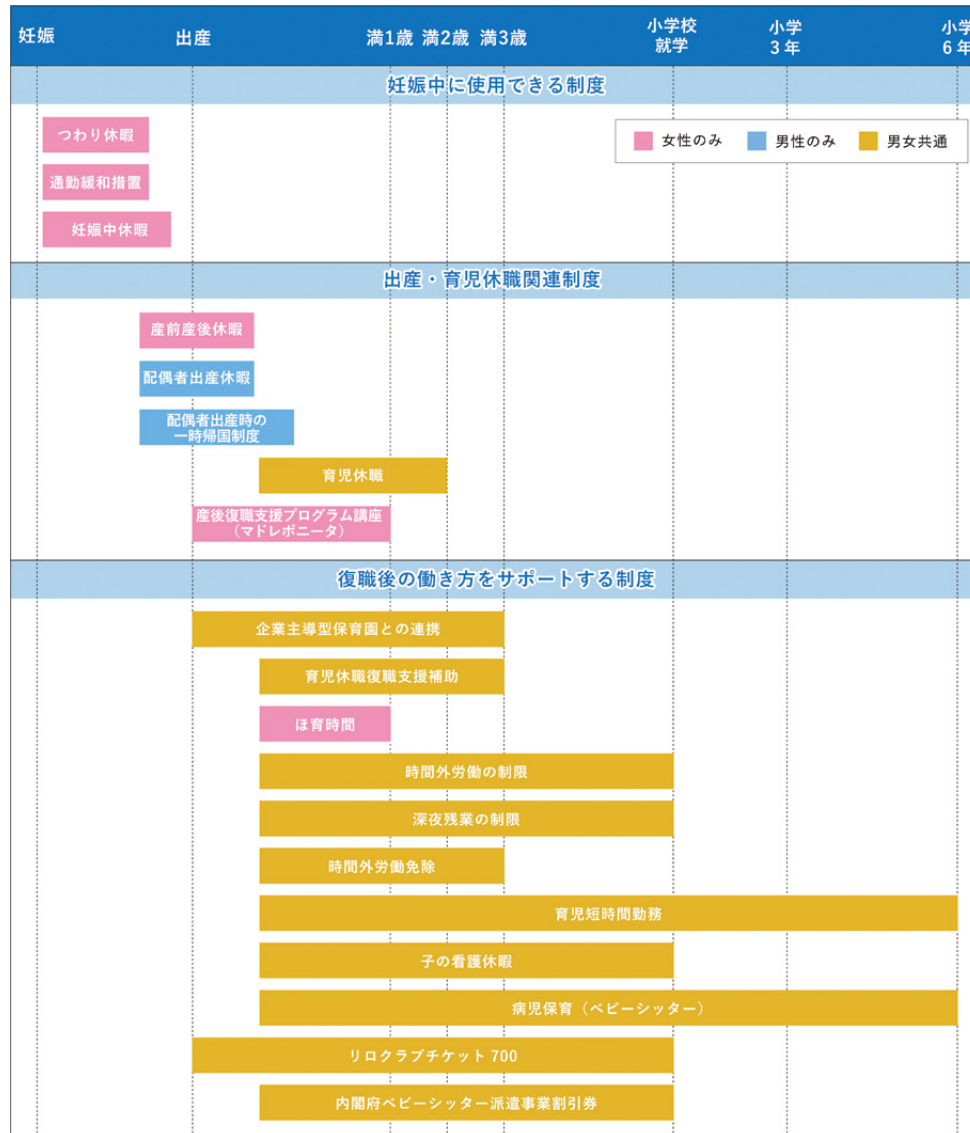 妊娠 出産 満1歳 満2歳 満3歳 小学校 小学 小学
就学 3年 6年
妊娠中に使用できる制度
つわり休暇
女性のみ 男性のみ 男女共通
通勤緩和措置
妊娠中休暇
出産・育児休職関連制度
産前産後休暇
配偶者出産休暇
配偶者出産時の
一時帰国制度
育児休職
産後復職支援プログラム講座
(マドレボニータ)
復職後の働き方をサポートする制度
企業主導型保育園との連携
育児休職復職支援補助
ほ育時間
時間外労働の制限
深夜残業の制限
時間外労働免除
育児短時間勤務
子の看護休暇
病児保育(ベビーシッター)
リロクラブチケット 700
内閣府ベビーシッター派遣事業割引券